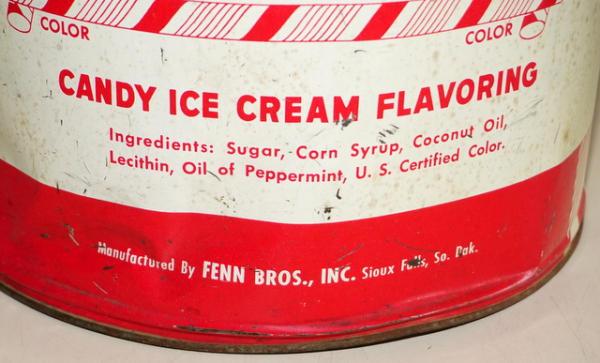 COLOR COLOR
CANDY ICE CREAM FLAVORING
Ingredients: Sugar, Corn Syrup, Coconut Oil,
Lecithin, Oil of Peppermint, U. S. Certified Color.
Manufactured By FENN BROS., INC. Sioux Falls, So. Dak.